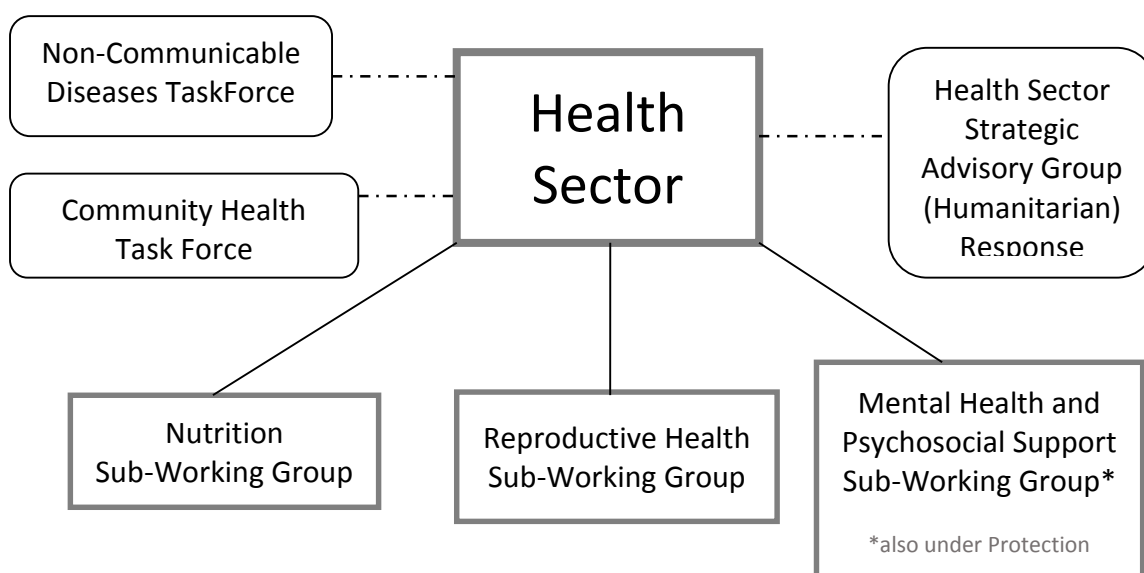 Non-Communicable
Diseases TaskForce
Health
Sector
Health Sector
Strategic
Advisory Group
(Humanitarian)
Response
Community Health
Task Force
Nutrition
Sub-Working Group
Reproductive Health
Sub-Working Group
Mental Health and
Psychosocial Support
Sub-Working Group*
*also under Protection